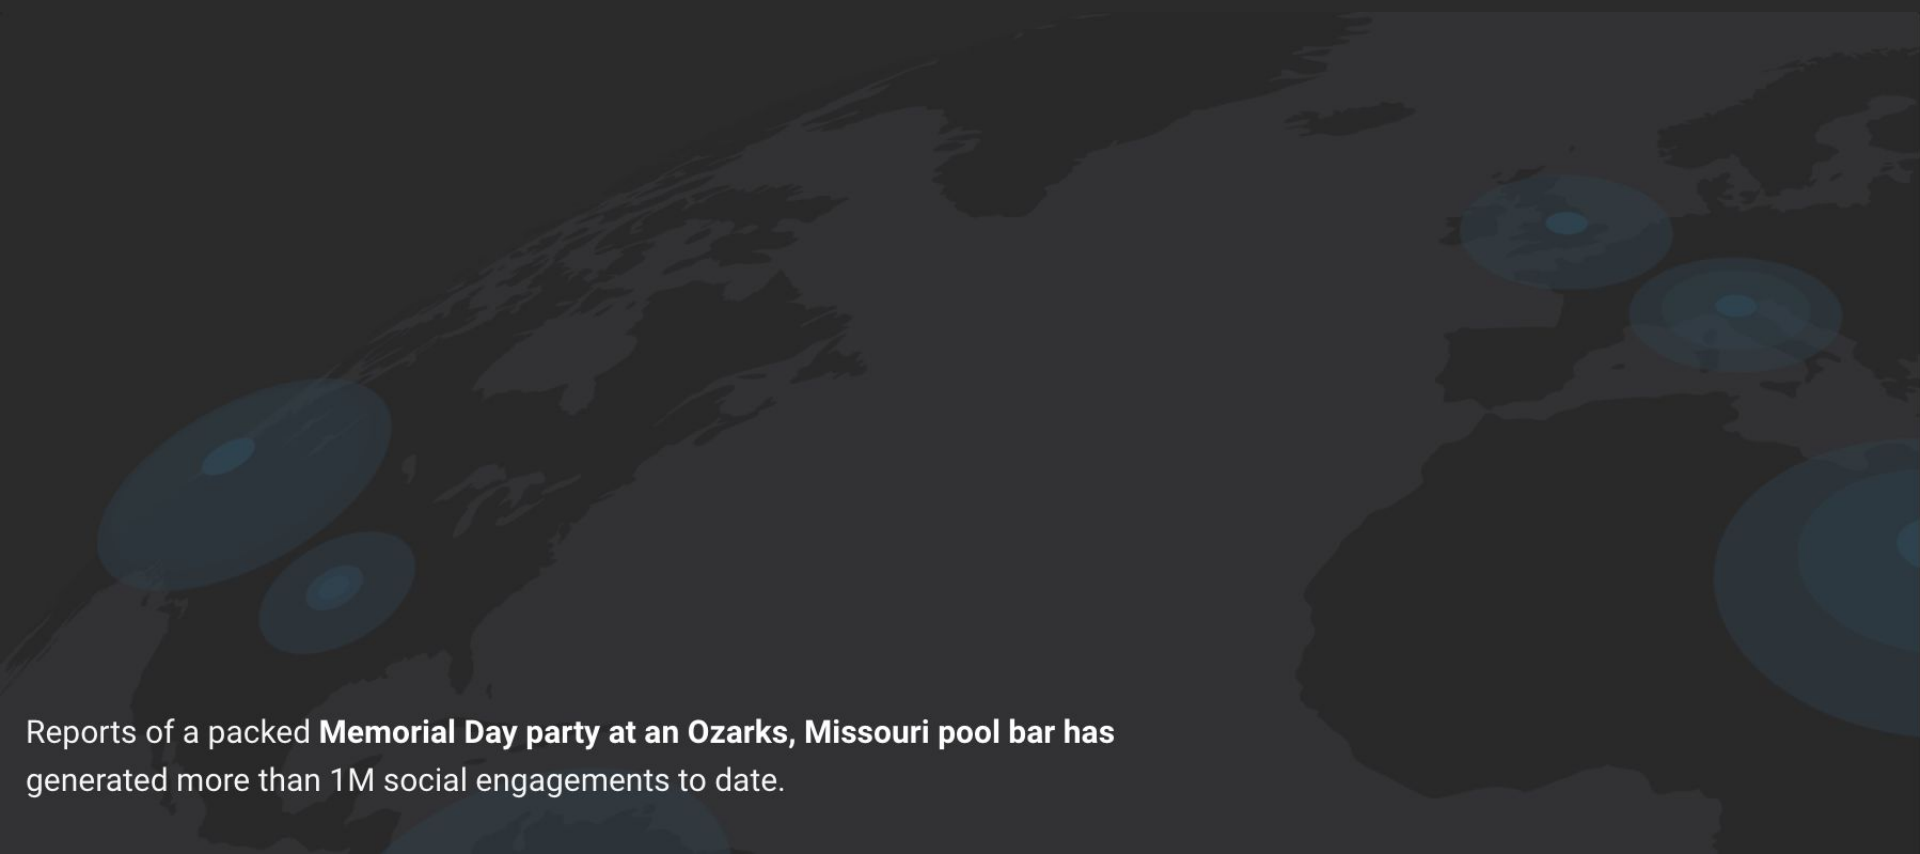 Reports of a packed Memorial Day party at an Ozarks, Missouri pool bar has
generated more than 1M social engagements to date.